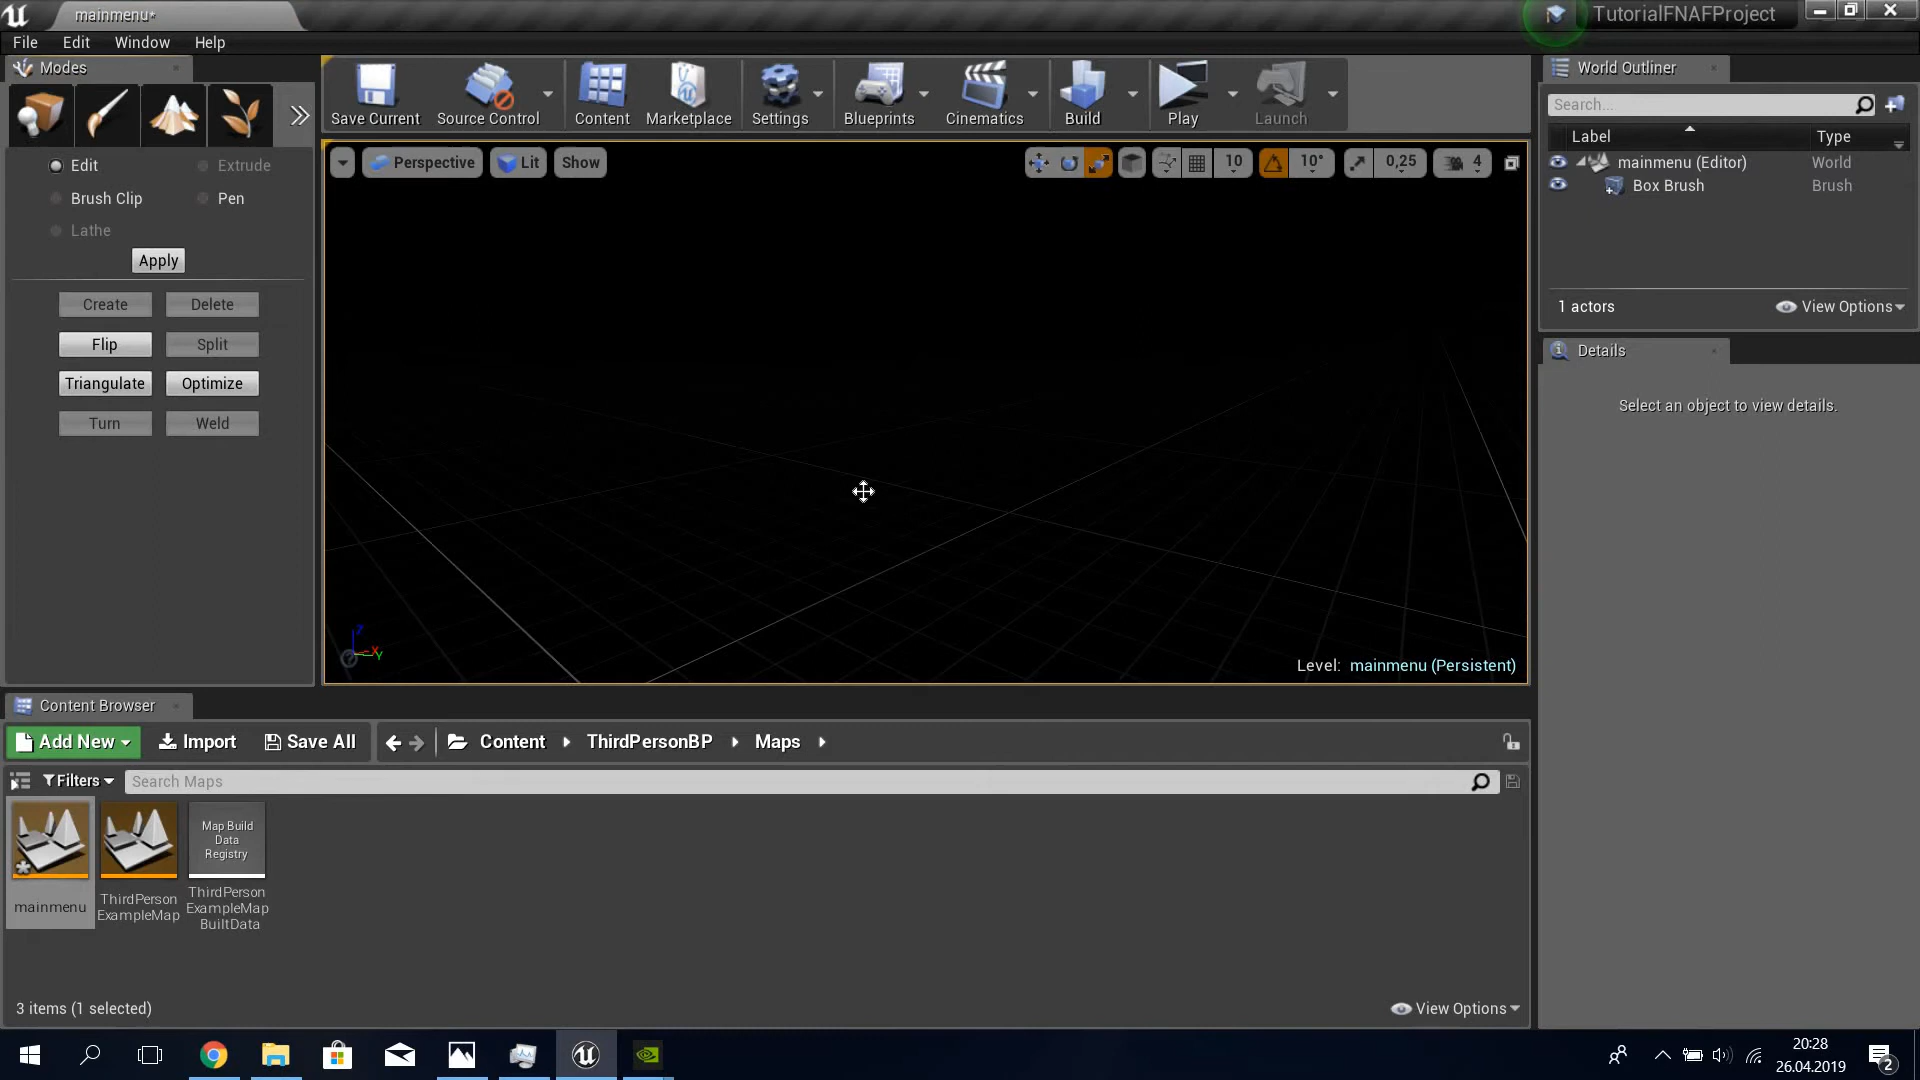 mainmenu*
TutorialFNAFProject
File Edit Window Help
Modes
Edit Extrude
Brush Clip Pen
Lathe
Apply
Create Delete
Flip Split
Triangulate Optimize
Turn Weld
Save Current Source Control Content Marketplace Settings Blueprints Cinematics Build Play Launch
Perspective Lit Show
10 10° 0,25 4
Z
X
Y
Level: mainmenu (Persistent)
World Outliner
Search...
Label Type
mainmenu (Editor) World
Box Brush Brush
1 actors View Options
Details
Select an object to view details.
Content Browser
Add New Import Save All Content ThirdPersonBP Maps
Filters Search Maps
mainmenu
ThirdPerson
ExampleMap
Map Build
Data
Registry
ThirdPerson
ExampleMap
BuiltData
3 items (1 selected)
View Options
20:28
26.04.2019
2